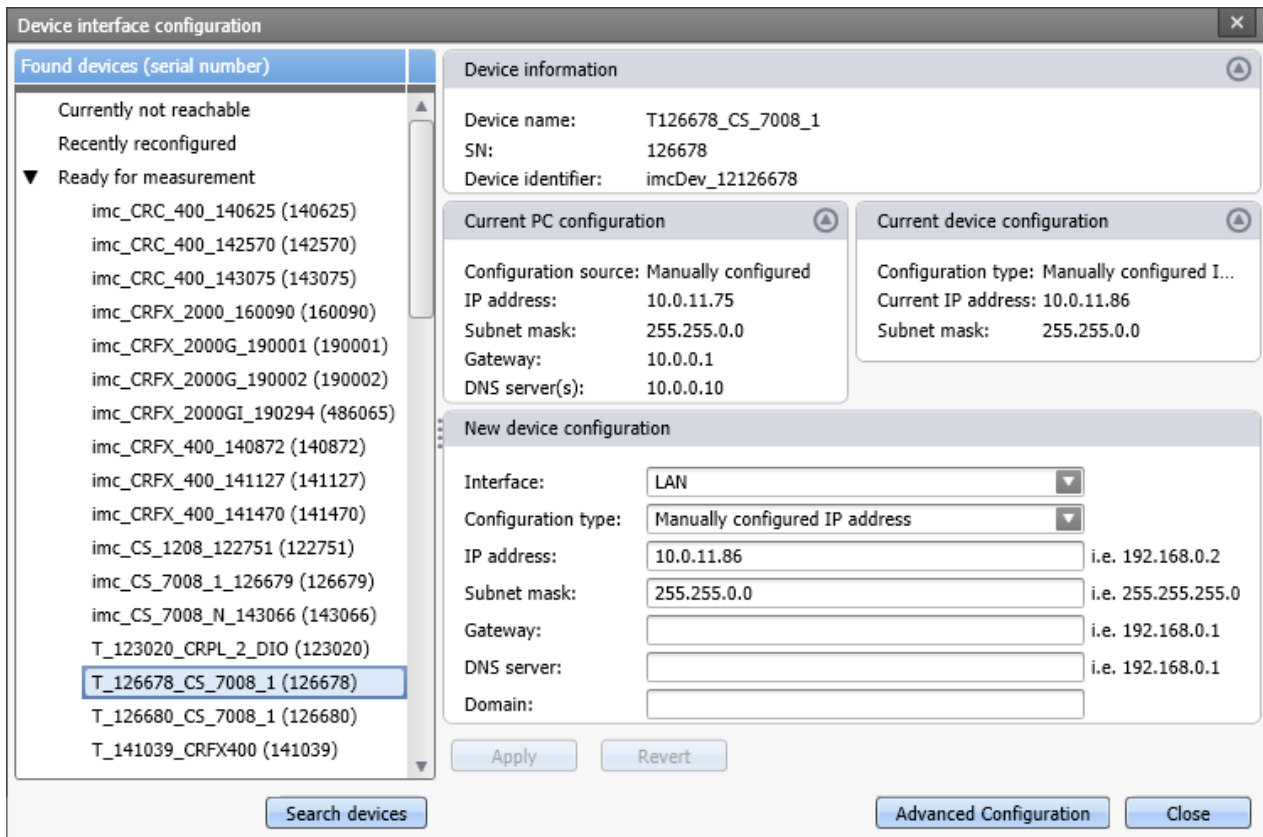 Device interface configuration
Found devices (serial number)
Currently not reachable
Recently reconfigured
Ready for measurement
imc_CRC_400_140625 (140625)
imc_CRC_400_142570 (142570)
imc_CRC_400_143075 (143075)
imc_CRFX_2000_160090 (160090)
imc_CRFX_2000G_190001 (190001)
imc_CRFX_2000G_190002 (190002)
imc_CRFX_2000GI_190294 (486065)
imc_CRFX_400_140872 (140872)
imc_CRFX_400_141127 (141127)
imc_CRFX_400_141470 (141470)
imc_CS_1208_122751 (122751)
imc_CS_7008_1_126679 (126679)
imc_CS_7008_N_143066 (143066)
T_123020_CRPL_2_DIO (123020)
T_126678_CS_7008_1 (126678)
T_126680_CS_7008_1 (126680)
T_141039_CRFX400 (141039)
Search devices
Device information
Device name: T126678_CS_7008_1
SN: 126678
Device identifier: imcDev_12126678
Current PC configuration
Configuration source: Manually configured
IP address: 10.0.11.75
Subnet mask: 255.255.0.0
Gateway: 10.0.0.1
DNS server(s): 10.0.0.10
Current device configuration
Configuration type: Manually configured I...
Current IP address: 10.0.11.86
Subnet mask: 255.255.0.0
New device configuration
Interface: LAN
Configuration type: Manually configured IP address
IP address: 10.0.11.86 i.e. 192.168.0.2
Subnet mask: 255.255.0.0 i.e. 255.255.255.0
Gateway: i.e. 192.168.0.1
DNS server: i.e. 192.168.0.1
Domain:
Apply Revert
Advanced Configuration Close